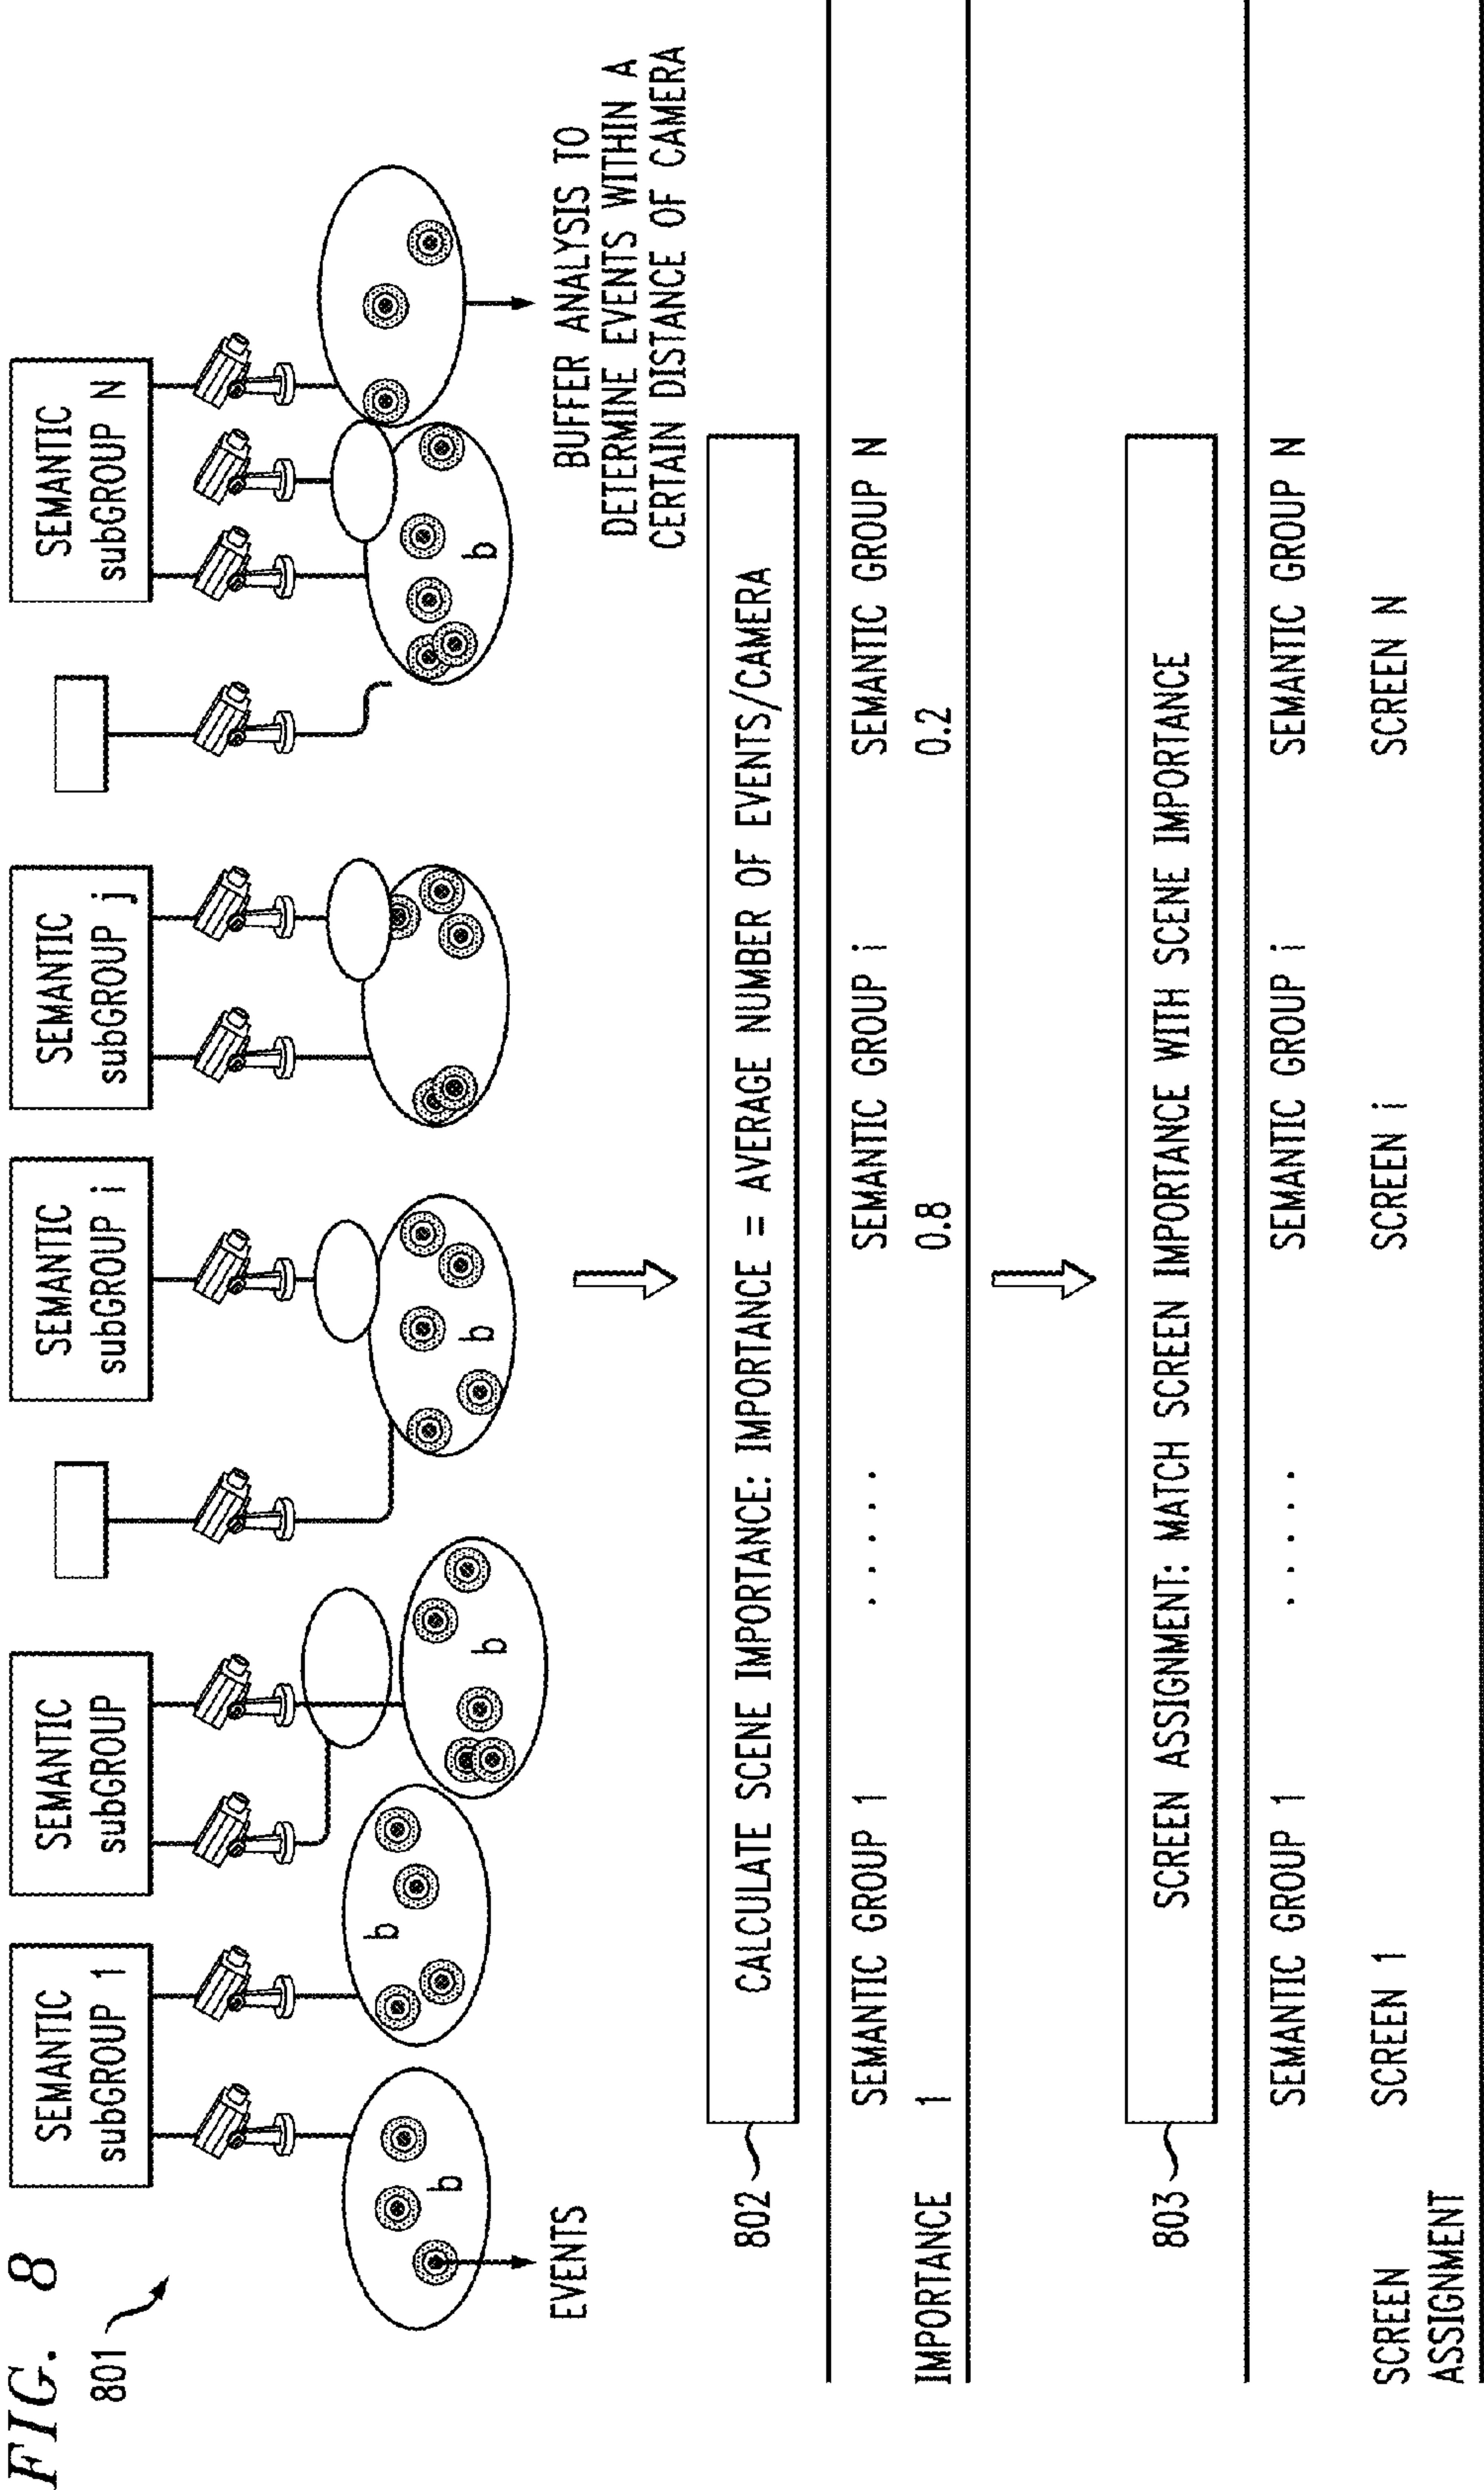 FIG. 8
801
SEMANTIC
subGROUP 1
SEMANTIC
subGROUP
SEMANTIC
subGROUP i
SEMANTIC
subGROUP j
SEMANTIC
subGROUP N
b
b
b
b
b
EVENTS
BUFFER ANALYSIS TO
DETERMINE EVENTS WITHIN A
CERTAIN DISTANCE OF CAMERA
802
CALCULATE SCENE IMPORTANCE: IMPORTANCE = AVERAGE NUMBER OF EVENTS/CAMERA
SEMANTIC GROUP 1 . . . . . SEMANTIC GROUP i SEMANTIC GROUP N
IMPORTANCE 1 0.8 0.2
803
SCREEN ASSIGNMENT: MATCH SCREEN IMPORTANCE WITH SCENE IMPORTANCE
SEMANTIC GROUP 1 . . . . . SEMANTIC GROUP i SEMANTIC GROUP N
SCREEN SCREEN 1 SCREEN i SCREEN N
ASSIGNMENT